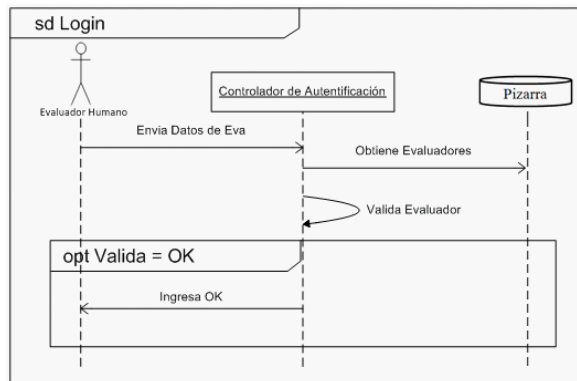 sd Login
Evaluador Humano
Controlador de Autentificación
Pizarra
Envia Datos de Eva
Obtiene Evaluadores
Valida Evaluador
opt Valida = OK
Ingresa OK